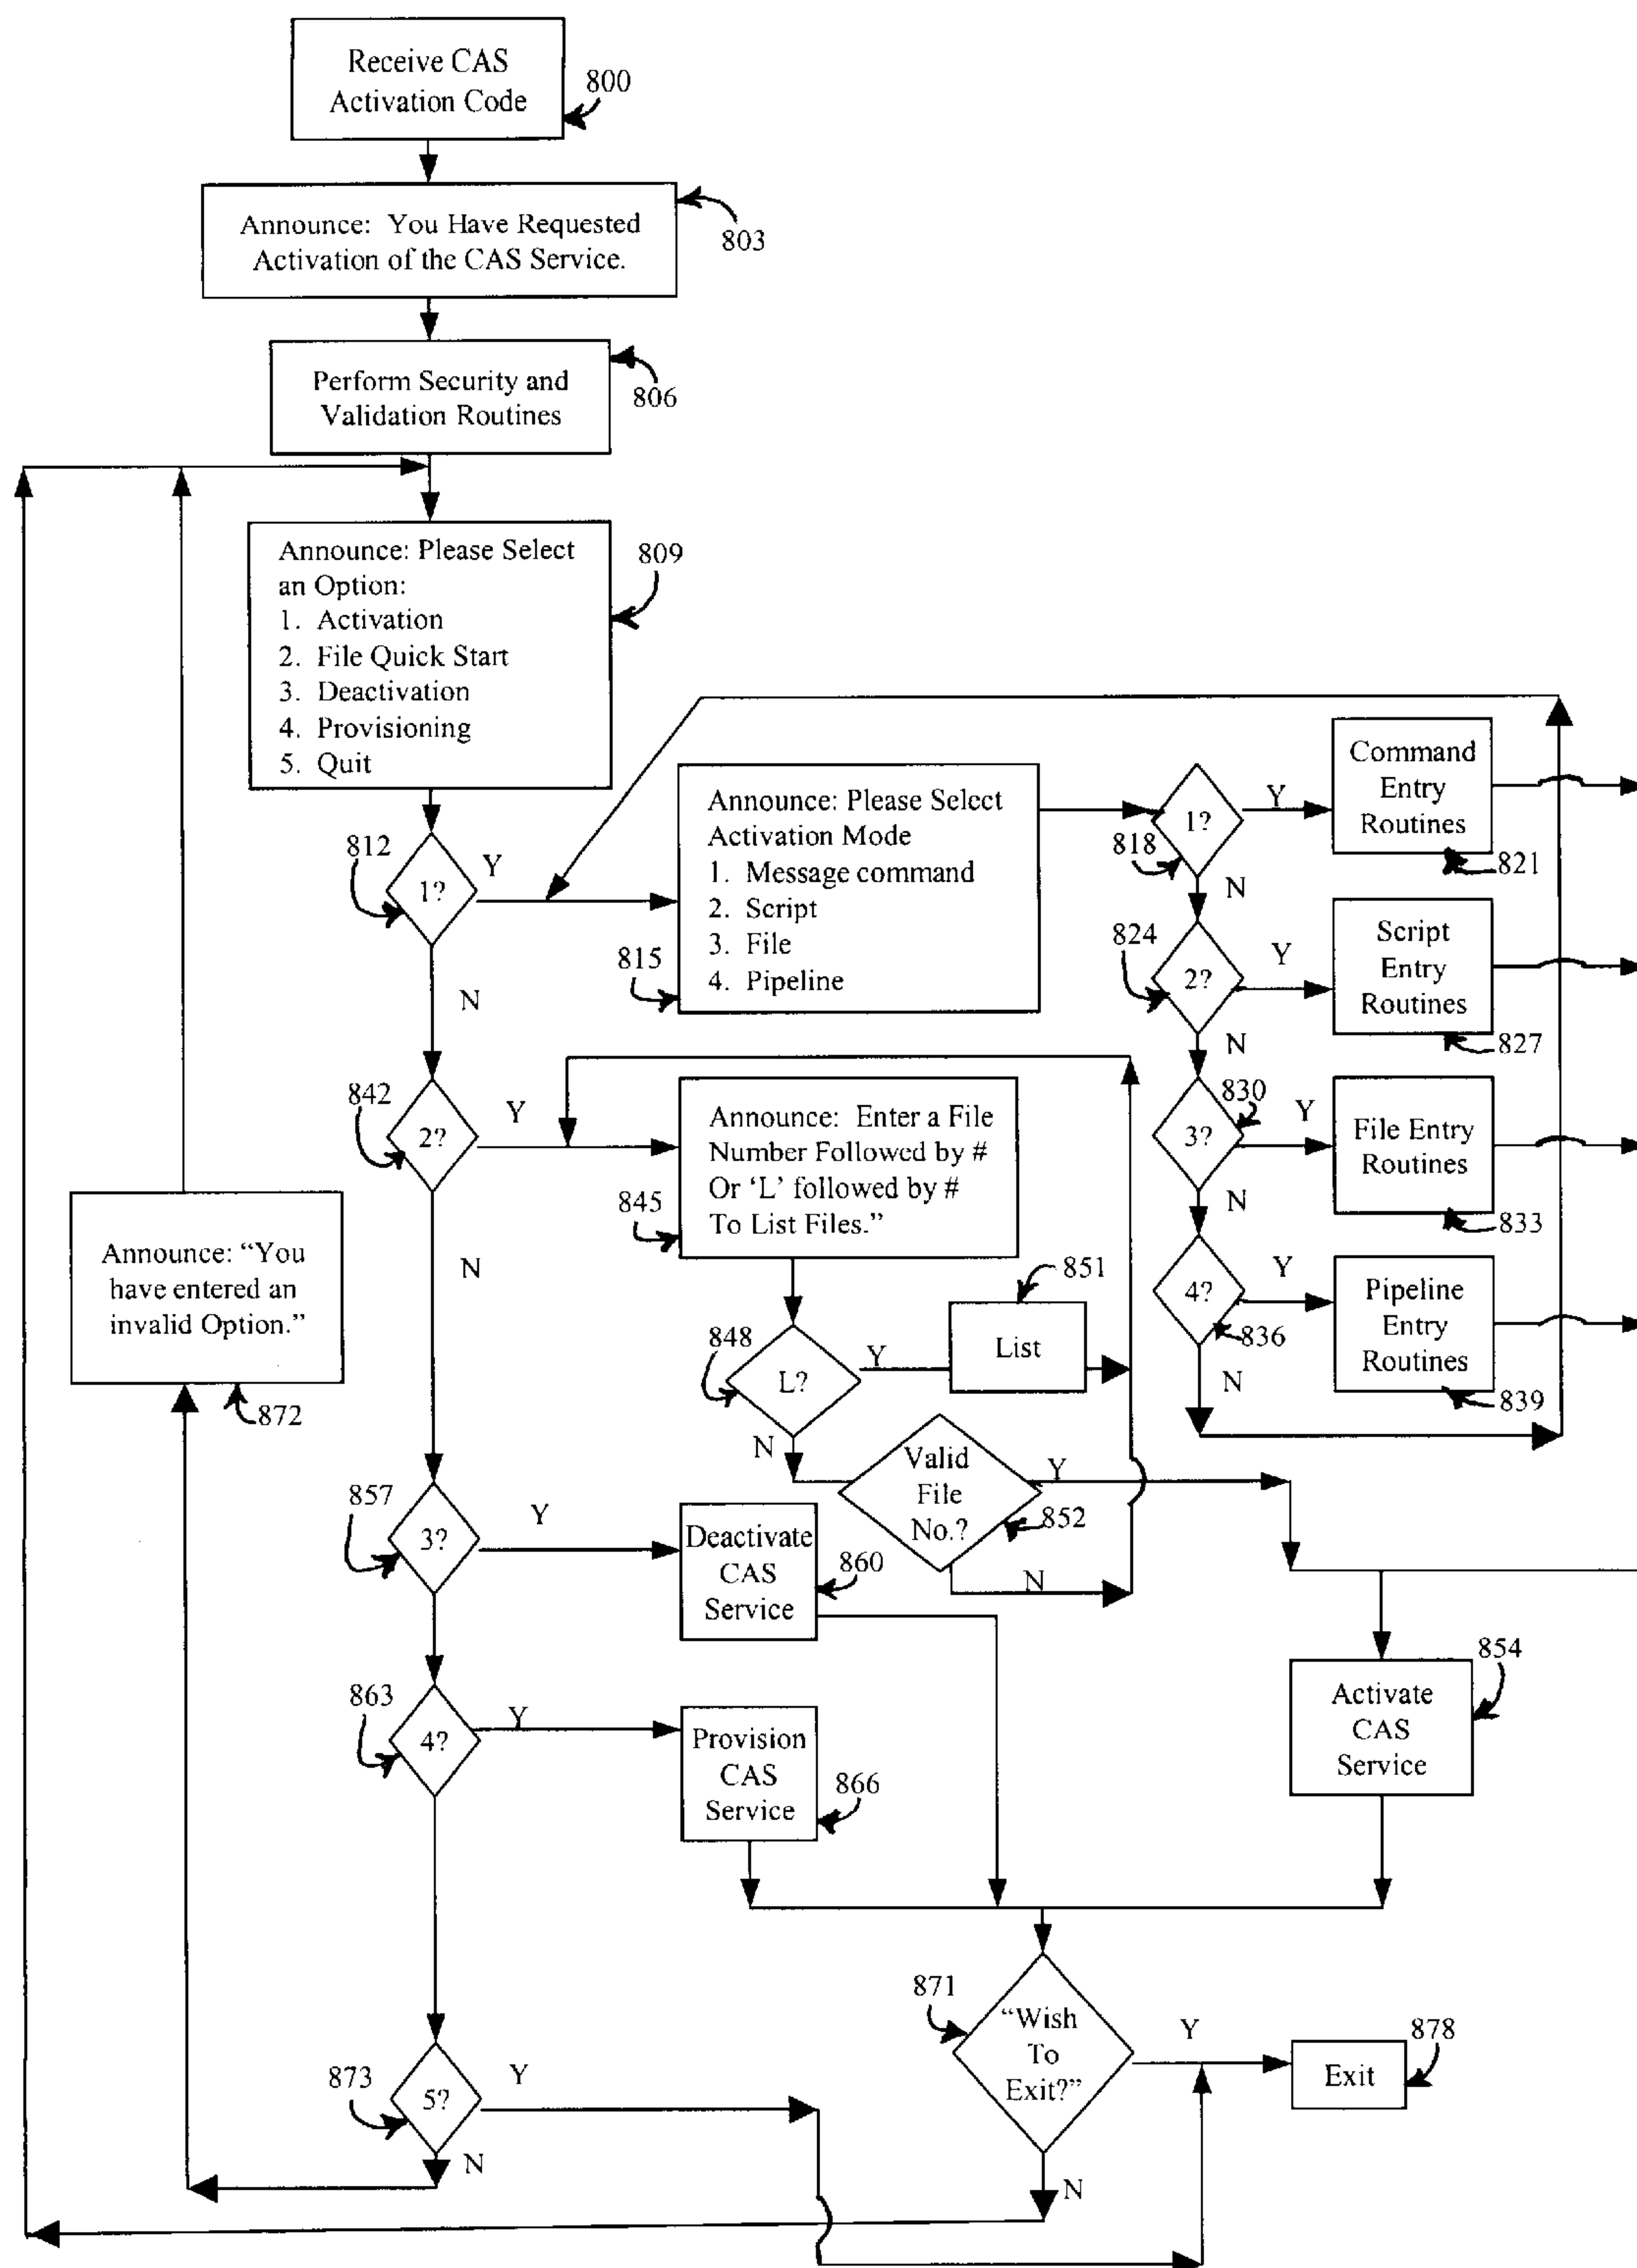 Receive CAS
Activation Code
800
Announce: You Have Requested
Activation of the CAS Service.
803
Perform Security and
Validation Routines
806
Announce: Please Select
an Option:
1. Activation
2. File Quick Start
3. Deactivation
4. Provisioning
5. Quit
809
812
1?
Y
N
Announce: Please Select
Activation Mode
1. Message command
2. Script
3. File
4. Pipeline
815
1?
818
Y
N
Command
Entry
Routines
821
824
2?
Y
N
Script
Entry
Routines
827
830
3?
Y
N
File Entry
Routines
833
4?
836
Y
N
Pipeline
Entry
Routines
839
842
2?
Y
N
Announce: Enter a File
Number Followed by #
Or ‘L’ followed by #
To List Files.”
845
848
L?
Y
N
List
851
Valid
File
No.?
852
Y
N
Announce: “You
have entered an
invalid Option.”
872
857
3?
Y
Deactivate
CAS
Service
860
863
4?
Y
Provision
CAS
Service
866
Activate
CAS
Service
854
871
“Wish
To
Exit?”
Y
N
Exit
878
873
5?
Y
N